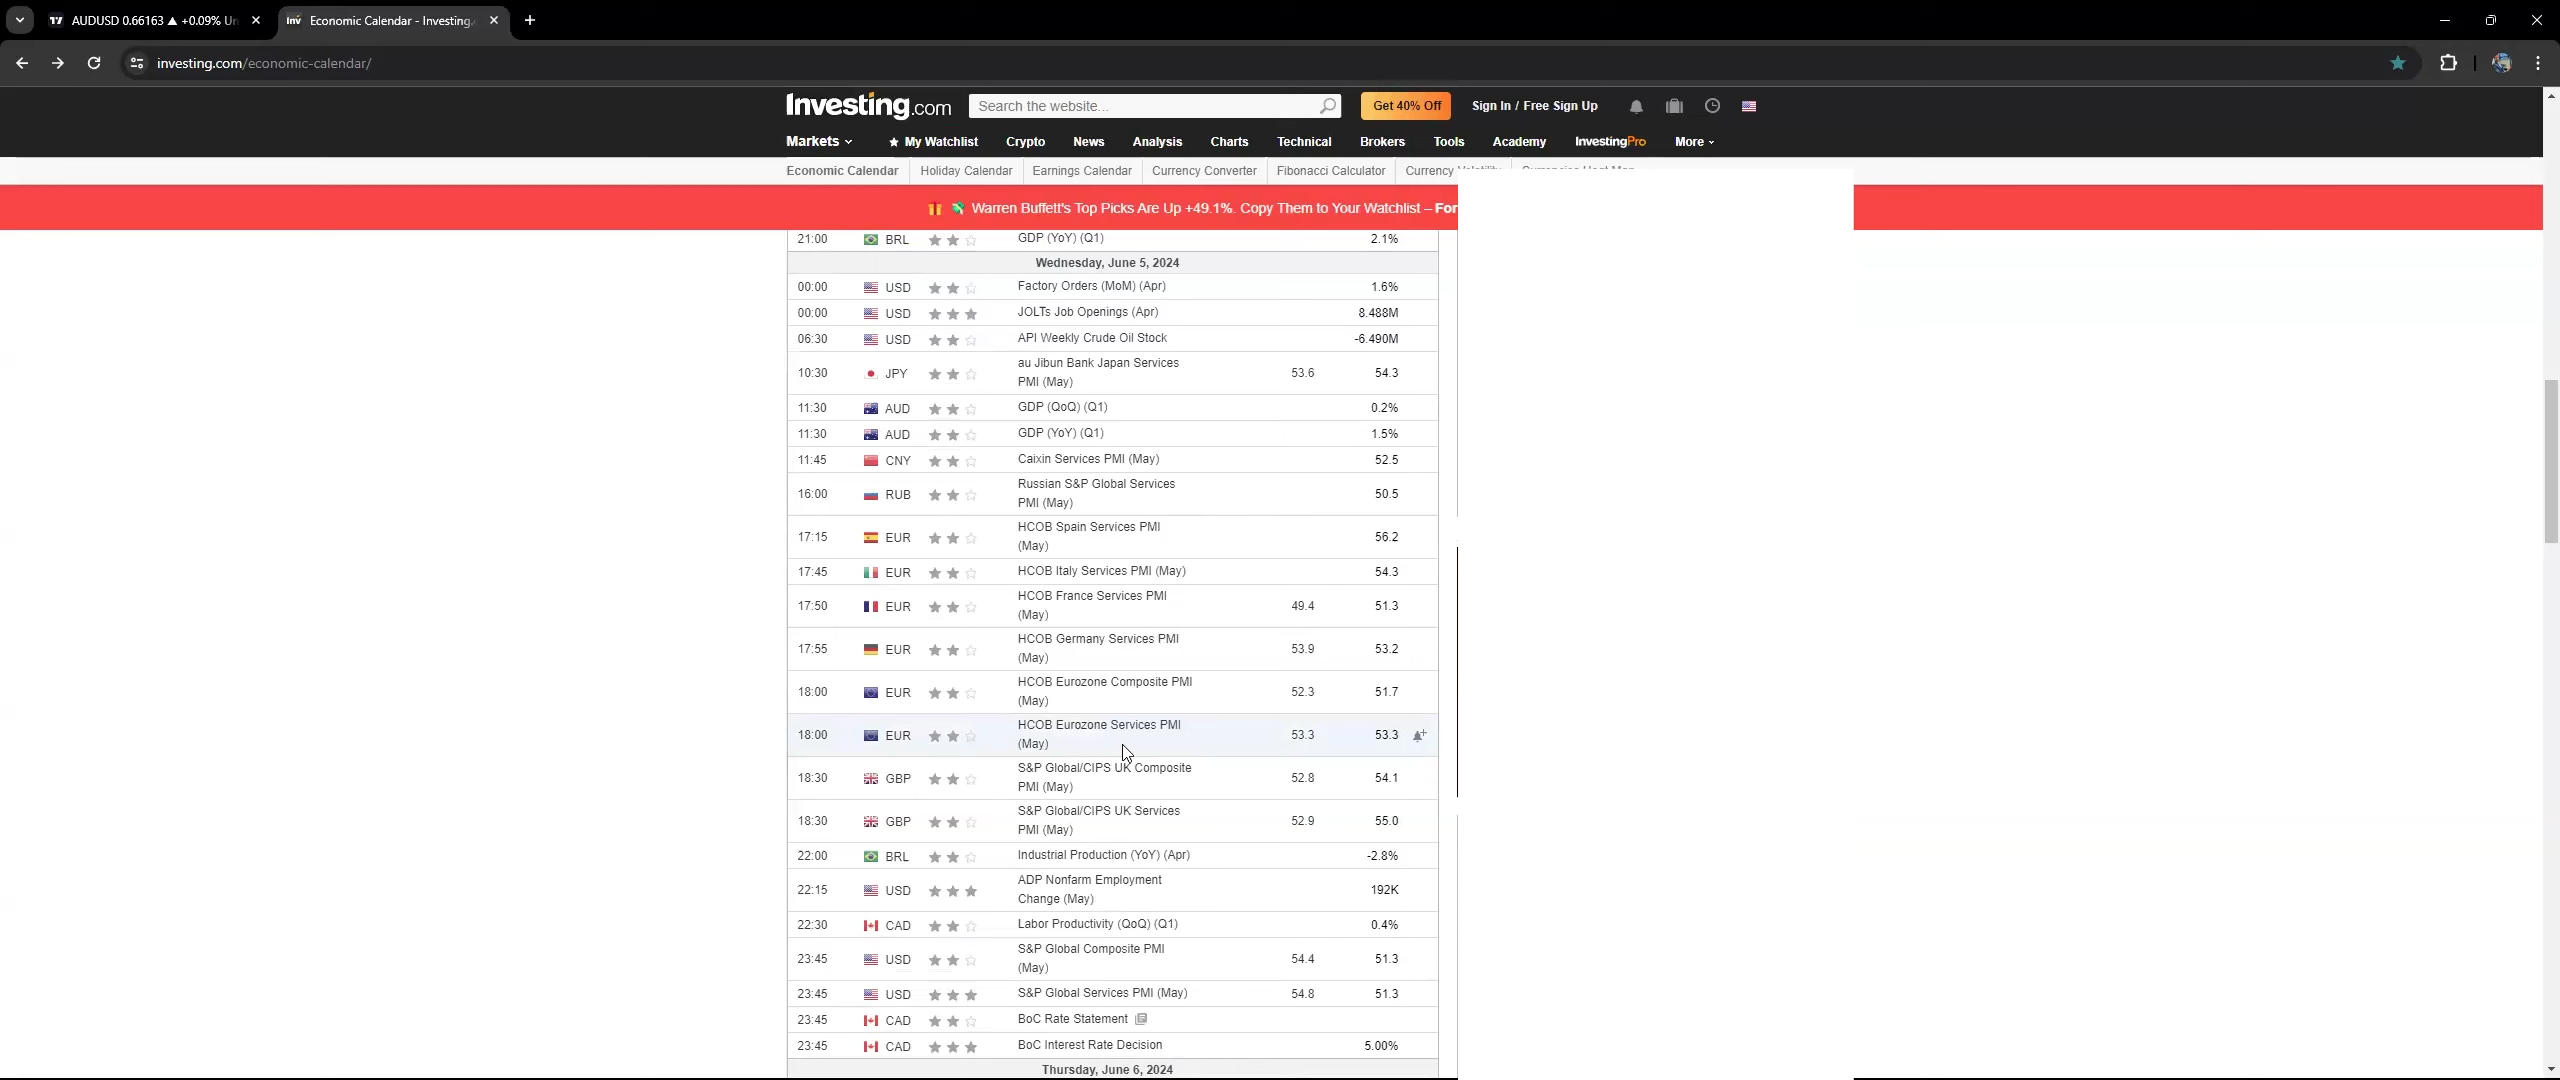 AUDUSD 0.66163 ▲ +0.09% Un
Economic Calendar - Investing.
investing.com/economic-calendar/
Investing.com
Search the website...
Get 40% Off
Sign In / Free Sign Up
Markets
My Watchlist
Crypto
News
Analysis
Charts
Technical
Brokers
Tools
Academy
InvestingPro
More
Economic Calendar
Holiday Calendar
Earnings Calendar
Currency Converter
Fibonacci Calculator
Currency
Warren Buffett's Top Picks Are Up +49.1%. Copy Them to Your Watchlist – For
21:00 BRL GDP (YoY) (Q1) 2.1%
Wednesday, June 5, 2024
00:00 USD Factory Orders (MoM) (Apr) 1.6%
00:00 USD JOLTs Job Openings (Apr) 8.488M
06:30 USD API Weekly Crude Oil Stock -6.490M
10:30 JPY au Jibun Bank Japan Services 53.6 54.3
PMI (May)
11:30 AUD GDP (QoQ) (Q1) 0.2%
11:30 AUD GDP (YoY) (Q1) 1.5%
11:45 CNY Caixin Services PMI (May) 52.5
16:00 RUB Russian S&P Global Services 50.5
PMI (May)
17:15 EUR HCOB Spain Services PMI 56.2
(May)
17:45 EUR HCOB Italy Services PMI (May) 54.3
17:50 EUR HCOB France Services PMI 49.4 51.3
(May)
17:55 EUR HCOB Germany Services PMI 53.9 53.2
(May)
18:00 EUR HCOB Eurozone Composite PMI 52.3 51.7
(May)
18:00 EUR HCOB Eurozone Services PMI 53.3 53.3
(May)
18:30 GBP S&P Global/CIPS UK Composite 52.8 54.1
PMI (May)
18:30 GBP S&P Global/CIPS UK Services 52.9 55.0
PMI (May)
22:00 BRL Industrial Production (YoY) (Apr) -2.8%
22:15 USD ADP Nonfarm Employment 192K
Change (May)
22:30 CAD Labor Productivity (QoQ) (Q1) 0.4%
23:45 USD S&P Global Composite PMI 54.4 51.3
(May)
23:45 USD S&P Global Services PMI (May) 54.8 51.3
23:45 CAD BoC Rate Statement
23:45 CAD BoC Interest Rate Decision 5.00%
Thursday, June 6, 2024